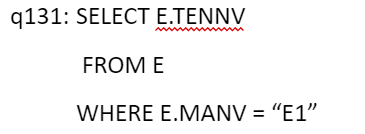 q131: SELECT E.TENNV
FROM E
WHERE E.MANV = “E1”